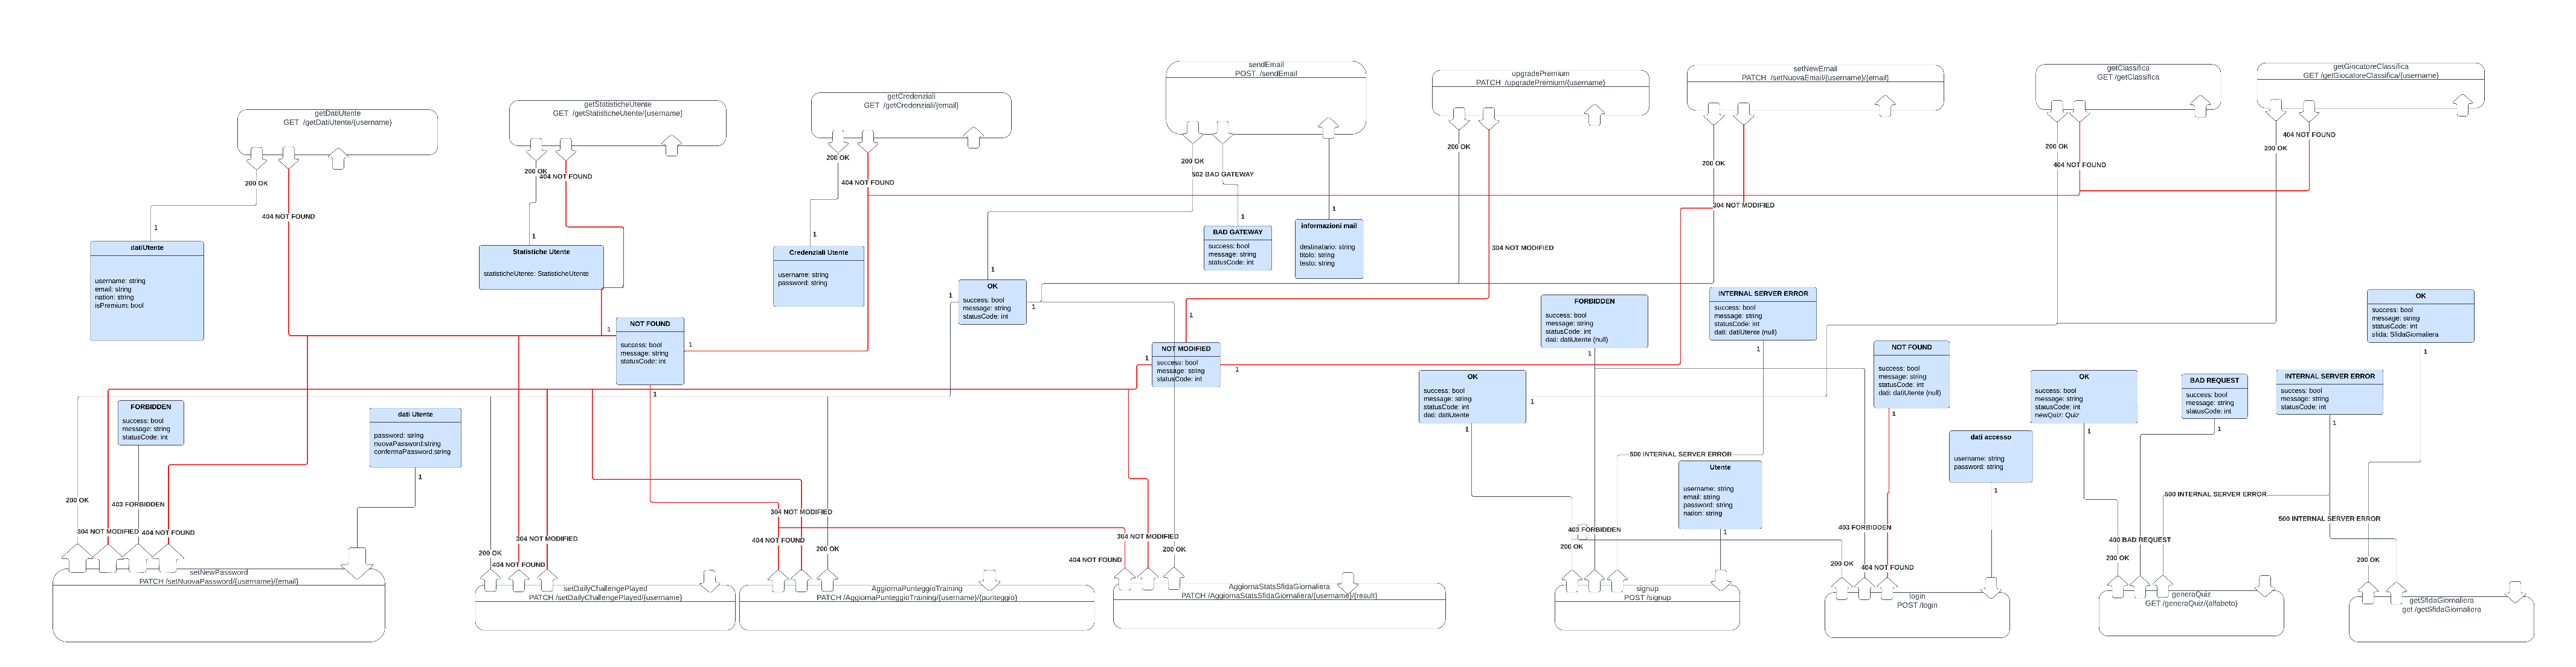 sendEmail
POST /sendEmail
upgradePremium
PATCH /upgradePremium/{username}
setNewEmail
PATCH /setNuovaEmail/{username}/{email}
getClassifica
GET /getClassifica
getGiocatoreClassifica
GET /getGiocatoreClassifica/{username}
getDatiUtente
GET /getDatiUtente/{username}
getStatisticheUtente
GET /getStatisticheUtente/{username}
getCredenziali
GET /getCredenziali/{email}
200 OK
404 NOT FOUND
200 OK
404 NOT FOUND
200 OK
404 NOT FOUND
200 OK
502 BAD GATEWAY
200 OK
304 NOT MODIFIED
200 OK
304 NOT MODIFIED
200 OK
404 NOT FOUND
200 OK
404 NOT FOUND
1
datiUtente
username: string
email: string
nation: string
isPremium: bool
1
Statistiche Utente
statisticheUtente: StatisticheUtente
1
Credenziali Utente
username: string
password: string
1
BAD GATEWAY
success: bool
message: string
statusCode: int
1
informazioni mail
destinatario: string
titolo: string
testo: string
1
1
1
OK
success: bool
message: string
statusCode: int
1
1
1
NOT FOUND
success: bool
message: string
statusCode: int
1
1
1
1
NOT MODIFIED
success: bool
message: string
statusCode: int
FORBIDDEN
success: bool
message: string
statusCode: int
dati: datiUtente (null)
1
INTERNAL SERVER ERROR
success: bool
message: string
statusCode: int
dati: datiUtente (null)
1
OK
success: bool
message: string
statusCode: int
sfida: SfidaGiornaliera
1
OK
success: bool
message: string
statusCode: int
dati: datiUtente
1
1
NOT FOUND
success: bool
message: string
statusCode: int
dati: datiUtente (null)
1
OK
success: bool
message: string
statusCode: int
newQuiz: Quiz
1
BAD REQUEST
success: bool
message: string
statusCode: int
1
INTERNAL SERVER ERROR
success: bool
message: string
statusCode: int
1
FORBIDDEN
success: bool
message: string
statusCode: int
dati Utente
password: string
nuovaPassword:string
confermaPassword:string
1
dati accesso
username: string
password: string
1
500 INTERNAL SERVER ERROR
Utente
username: string
email: string
password: string
nation: string
1
200 OK
403 FORBIDDEN
304 NOT MODIFIED
404 NOT FOUND
200 OK
304 NOT MODIFIED
404 NOT FOUND
304 NOT MODIFIED
404 NOT FOUND
200 OK
304 NOT MODIFIED
404 NOT FOUND
200 OK
403 FORBIDDEN
200 OK
403 FORBIDDEN
200 OK
404 NOT FOUND
500 INTERNAL SERVER ERROR
400 BAD REQUEST
200 OK
500 INTERNAL SERVER ERROR
200 OK
setNewPassword
PATCH /setNuovaPassword/{username}/{email}
setDailyChallengePlayed
PATCH /setDailyChallengePlayed/{username}
AggiornaPunteggioTraining
PATCH /AggiornaPunteggioTraining/{username}/{punteggio}
AggiornaStatsSfidaGiornaliera
PATCH /AggiornaStatsSfidaGiornaliera/{username}/{result}
signup
POST /signup
login
POST /login
generaQuiz
GET /generaQuiz/{alfabeto}
getSfidaGiornaliera
get /getSfidaGiornaliera